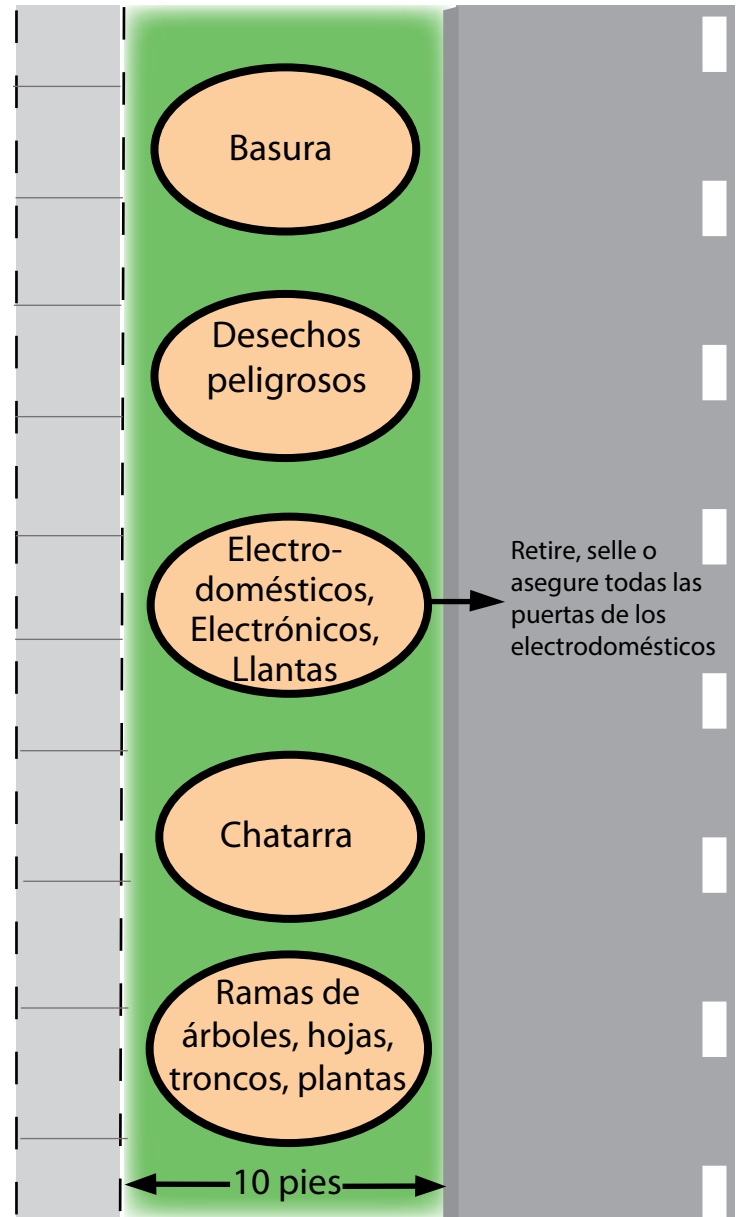 Basura
Desechos
peligrosos
Electro-
domésticos,
Electrónicos,
Llantas
Retire, selle o
asegure todas las
puertas de los
electrodomésticos
Chatarra
Ramas de
árboles, hojas,
troncos, plantas
10 pies